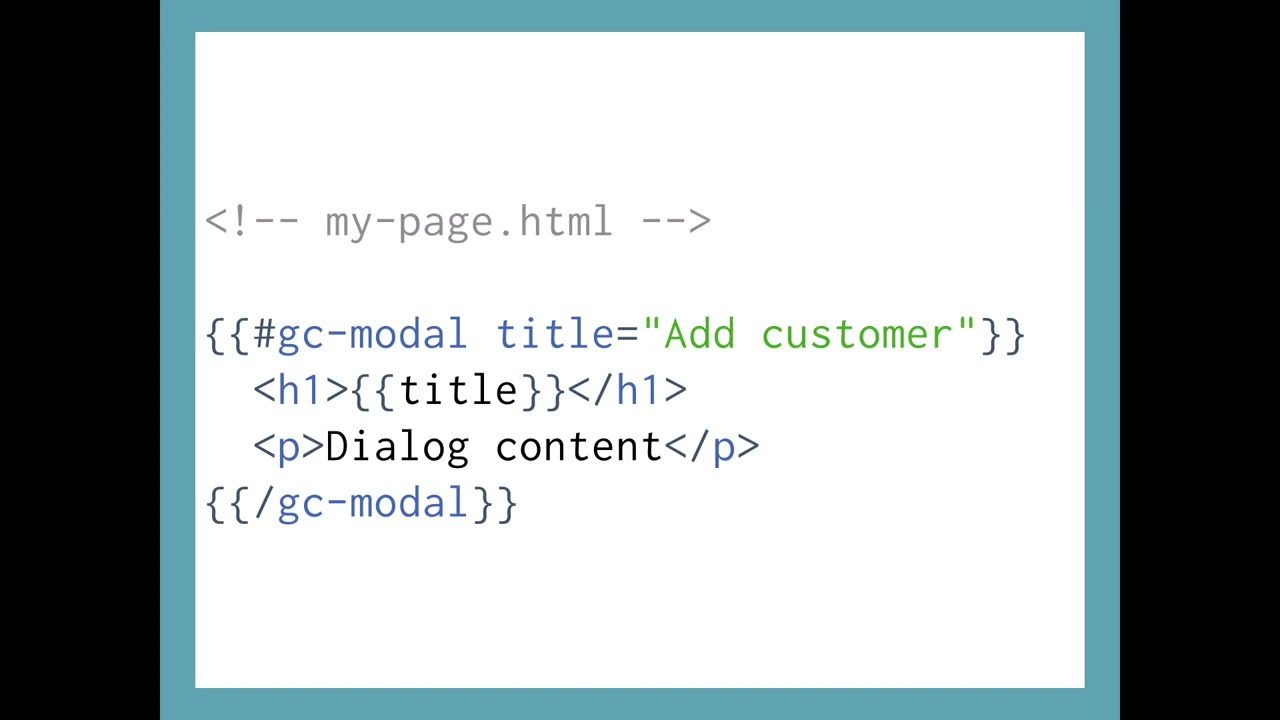 <!-- my-page.html -->
{{#gc-modal title="Add customer"}}
<h1>{{title}}</h1>
<p>Dialog content</p>
{{/gc-modal}}